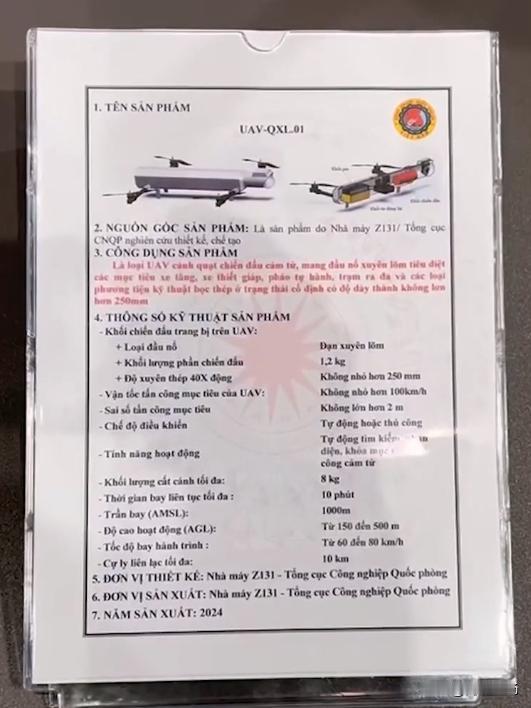 1. TÊN SẢN PHẨM
UAV-QXL.01
Khối pin
Khối chiến đấu
2. NGUỒN GỐC SẢN PHẨM: Là sản phẩm do Nhà máy Z131/ Tổng cục
CNQP nghiên cứu thiết kế, chế tạo
3. CÔNG DỤNG SẢN PHẨM
Là loại UAV cánh quạt chiến đấu cảm tử, mang đầu nổ xuyên lõm tiêu diệt
các mục tiêu xe tăng, xe thiết giáp, pháo tự hành, trạm ra đa và các loại
phương tiện kỹ thuật bọc thép ở trạng thái cố định có độ dày thành không lớn
hơn 250mm
4. THÔNG SỐ KỸ THUẬT SẢN PHẨM
- Khối chiến đấu trang bị trên UAV:
+ Loại đầu nổ Đạn xuyên lõm
+ Khối lượng phần chiến đấu 1,2 kg
+ Độ xuyên thép 40X động Không nhỏ hơn 250 mm
- Vận tốc tấn công mục tiêu của UAV: Không nhỏ hơn 100km/h
- Sai số tấn công mục tiêu Không lớn hơn 2 m
- Chế độ điều khiển Tự động hoặc thủ công
- Tính năng hoạt động Tự động tìm kiếm,
diện, khóa mục
công cảm tử
- Khối lượng cất cánh tối đa: 8 kg
- Thời gian bay liên tục tối đa : 10 phút
- Trần bay (AMSL): 1000m
- Độ cao hoạt động (AGL): Từ 150 đến 500 m
- Tốc độ bay hành trình : Từ 60 đến 80 km/h
- Cự ly liên lạc tối đa: 10 km
5. ĐƠN VỊ THIẾT KẾ: Nhà máy Z131 - Tổng cục Công nghiệp Quốc phòng
6. ĐƠN VỊ SẢN XUẤT: Nhà máy Z131 - Tổng cục Công nghiệp Quốc phòng
7. NĂM SẢN XUẤT: 2024